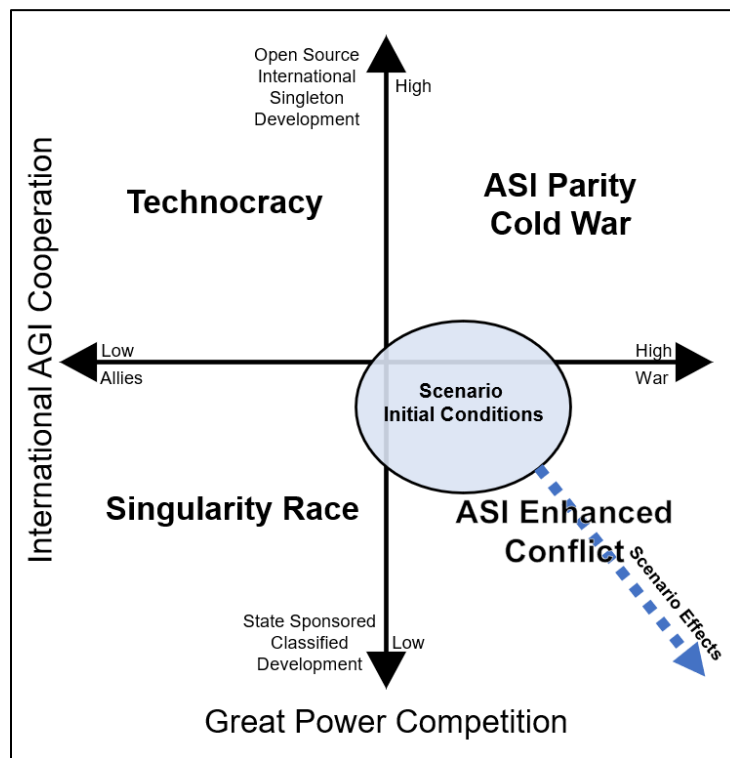 Open Source
International
Singleton
Development
High
Technocracy
ASI Parity
Cold War
International AGI Cooperation
Low
Allies
High
War
Scenario
Initial Conditions
Singularity Race
ASI Enhanced
Conflict
Scenario Effects
State Sponsored
Classified
Development
Low
Great Power Competition